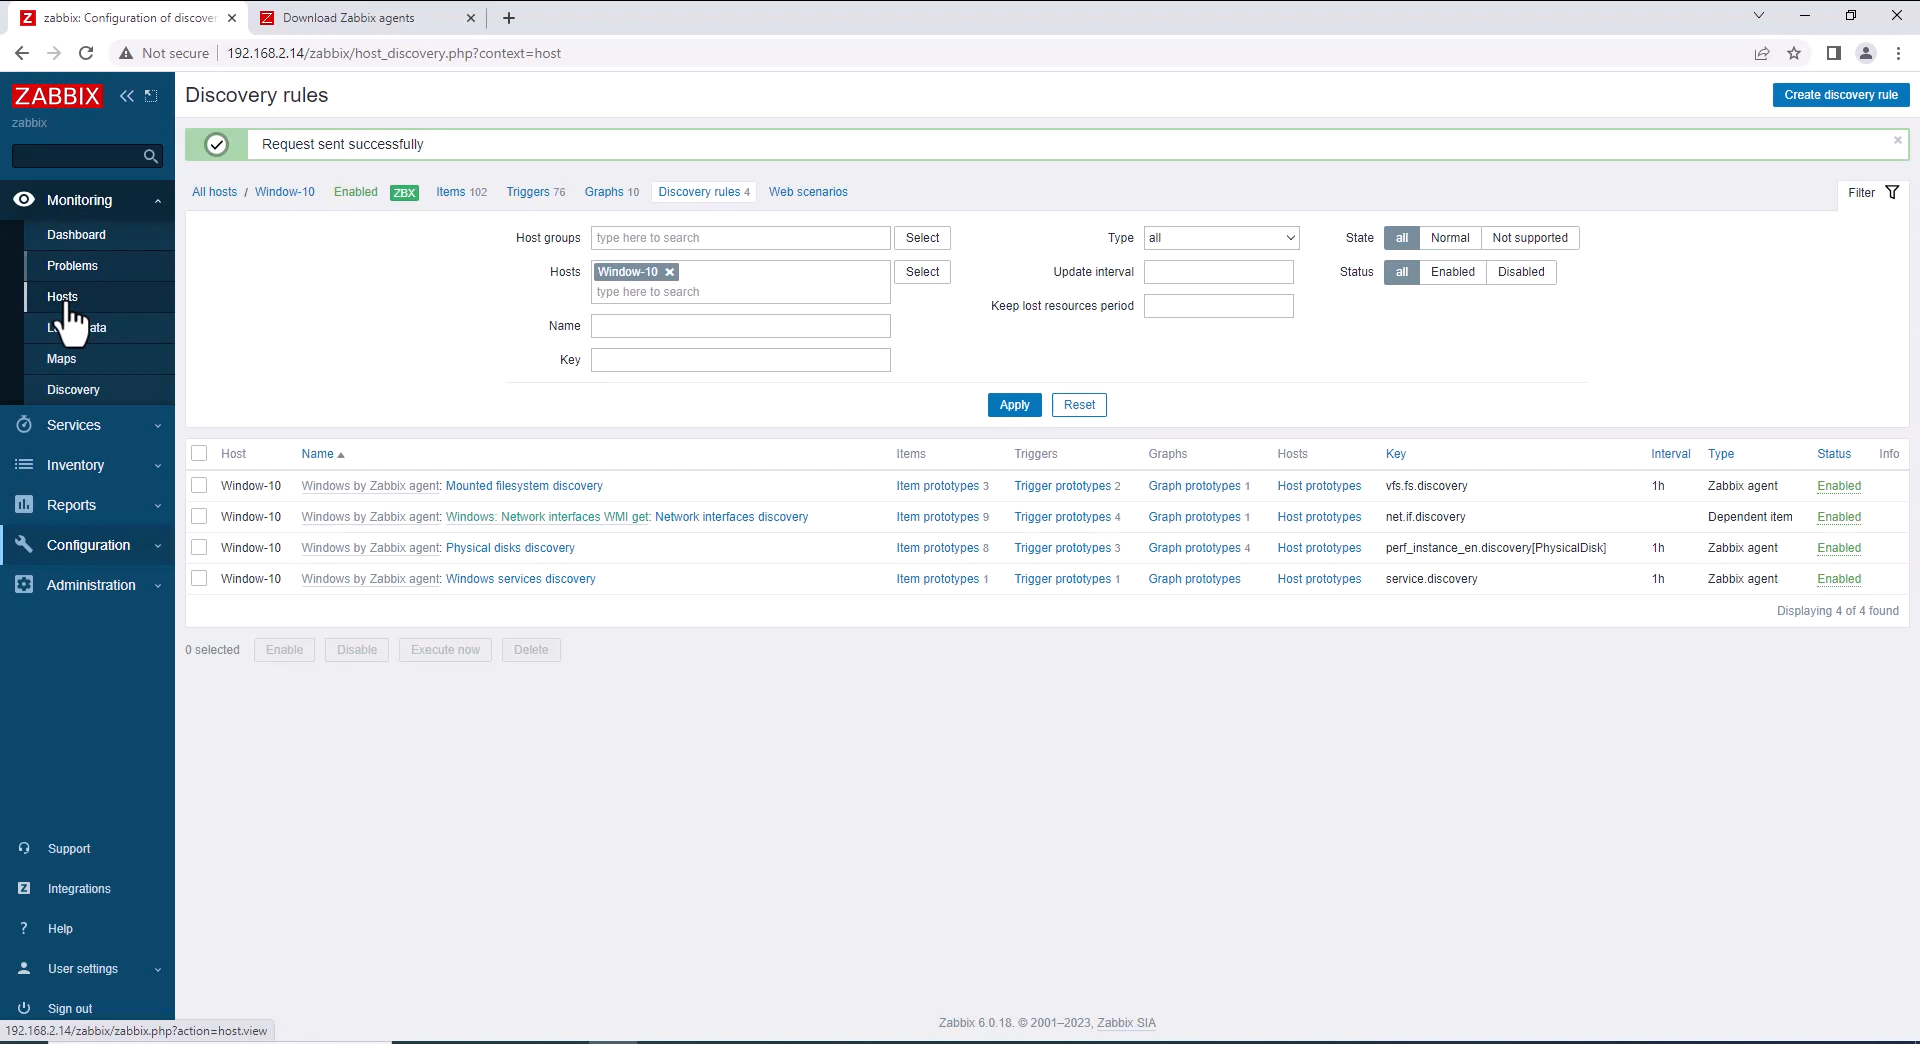 zabbix: Configuration of discover
Download Zabbix agents
Not secure
192.168.2.14/zabbix/host_discovery.php?context=host
ZABBIX
zabbix
Monitoring
Dashboard
Problems
Hosts
ata
Maps
Discovery
Services
Inventory
Reports
Configuration
Administration
Support
Integrations
Help
User settings
Sign out
192.168.2.14/zabbix/zabbix.php?action=host.view
Discovery rules
Create discovery rule
Request sent successfully
All hosts / Window-10 Enabled ZBX Items 102 Triggers 76 Graphs 10 Discovery rules 4 Web scenarios
Filter
Host groups type here to search Select Type all State all Normal Not supported
Hosts Window-10 Select Update interval Status all Enabled Disabled
type here to search
Keep lost resources period
Name
Key
Apply Reset
Host Name Items Triggers Graphs Hosts Key Interval Type Status Info
Window-10 Windows by Zabbix agent: Mounted filesystem discovery Item prototypes 3 Trigger prototypes 2 Graph prototypes 1 Host prototypes vfs.fs.discovery 1h Zabbix agent Enabled
Window-10 Windows by Zabbix agent: Windows: Network interfaces WMI get: Network interfaces discovery Item prototypes 9 Trigger prototypes 4 Graph prototypes 1 Host prototypes net.if.discovery Dependent item Enabled
Window-10 Windows by Zabbix agent: Physical disks discovery Item prototypes 8 Trigger prototypes 3 Graph prototypes 4 Host prototypes perf_instance_en.discovery[PhysicalDisk] 1h Zabbix agent Enabled
Window-10 Windows by Zabbix agent: Windows services discovery Item prototypes 1 Trigger prototypes 1 Graph prototypes Host prototypes service.discovery 1h Zabbix agent Enabled
Displaying 4 of 4 found
0 selected Enable Disable Execute now Delete
Zabbix 6.0.18. © 2001–2023, Zabbix SIA